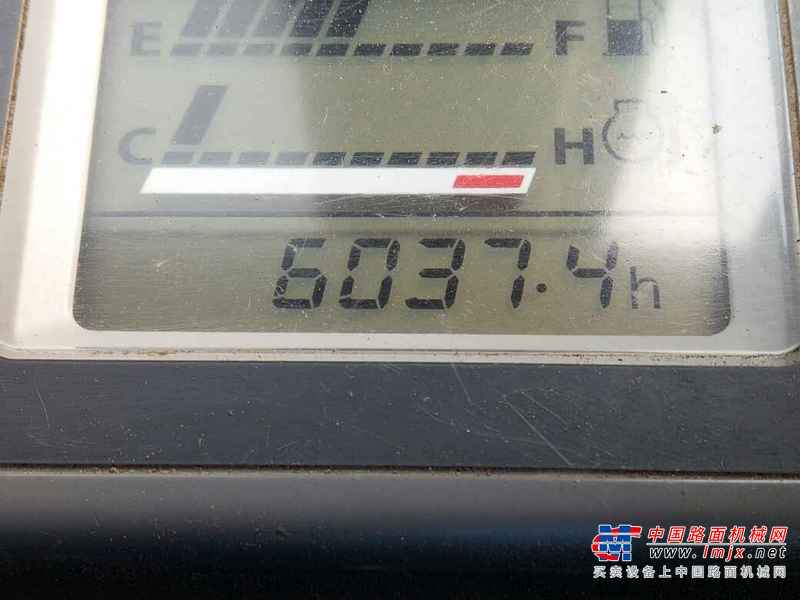 E F
C H
6037.4h
中国路面机械网
www.lmjx.net
买卖设备上中国路面机械网